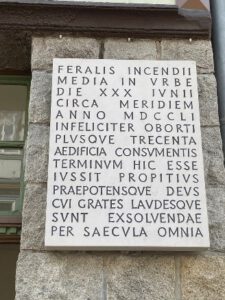 FERALIS INCENDII
MEDIA IN VRBE
DIE XXX IVNII
CIRCA MERIDIEM
ANNO MDCCLI
INFELICITER OBORTI
PLVSQVE TRECENTA
AEDIFICIA CONSVMENTIS
TERMINVM HIC ESSE
IVSSIT PROPITIVS
PRAEPOTENSQVE DEVS
CVI GRATES LAVDESQVE
SVNT EXSOLVENDAE
PER SAECVLA OMNIA